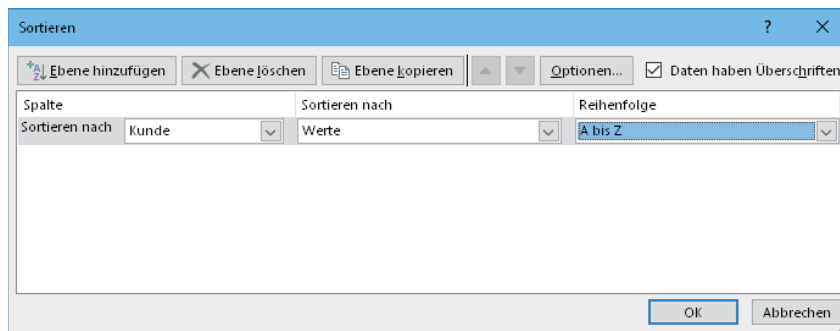 Sortieren ? ×
Ebene hinzufügen Ebene löschen Ebene kopieren Optionen... Daten haben Überschriften
Spalte Sortieren nach Reihenfolge
Sortieren nach Kunde Werte A bis Z
OK Abbrechen